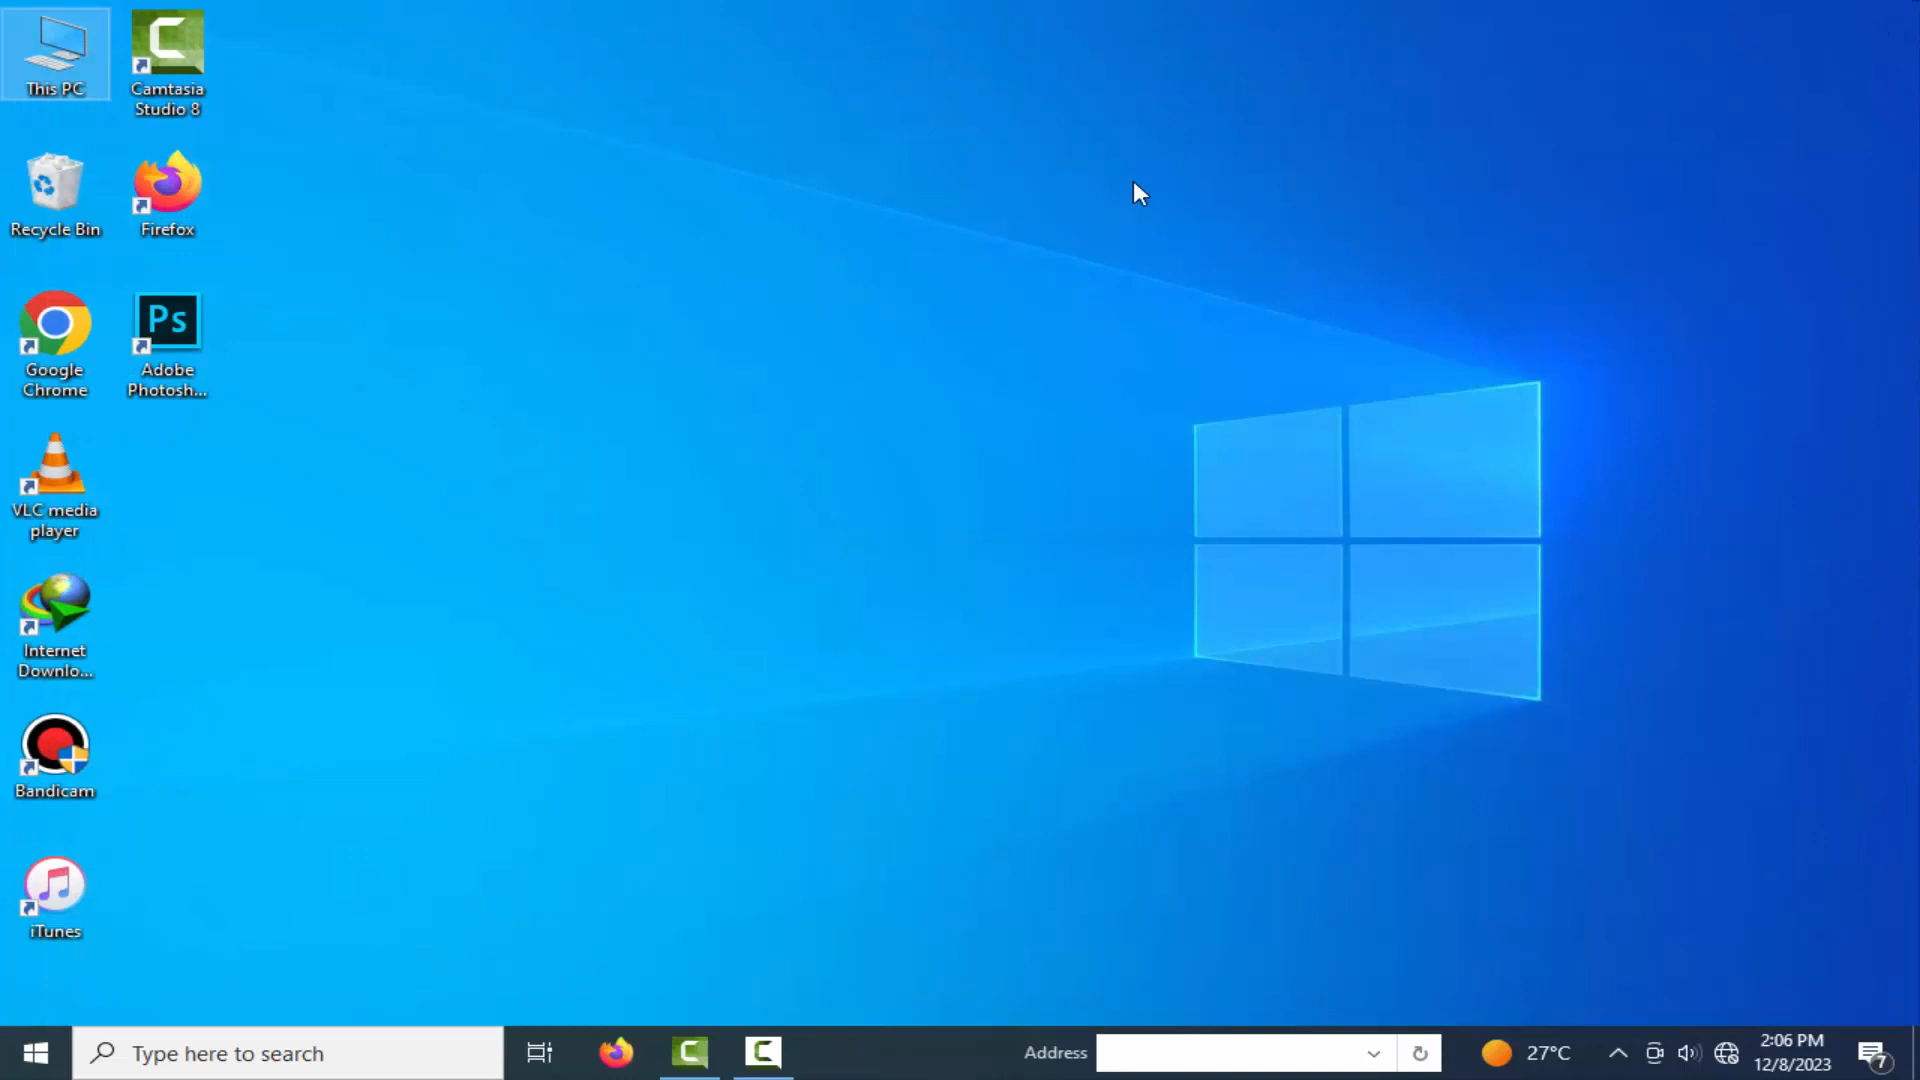 This PC
Camtasia
Studio 8
Recycle Bin
Firefox
Google
Chrome
Ps
Adobe
Photosh...
VLC media
player
Internet
Downlo...
Bandicam
iTunes
Type here to search
Address
27°C
2:06 PM
12/8/2023
7